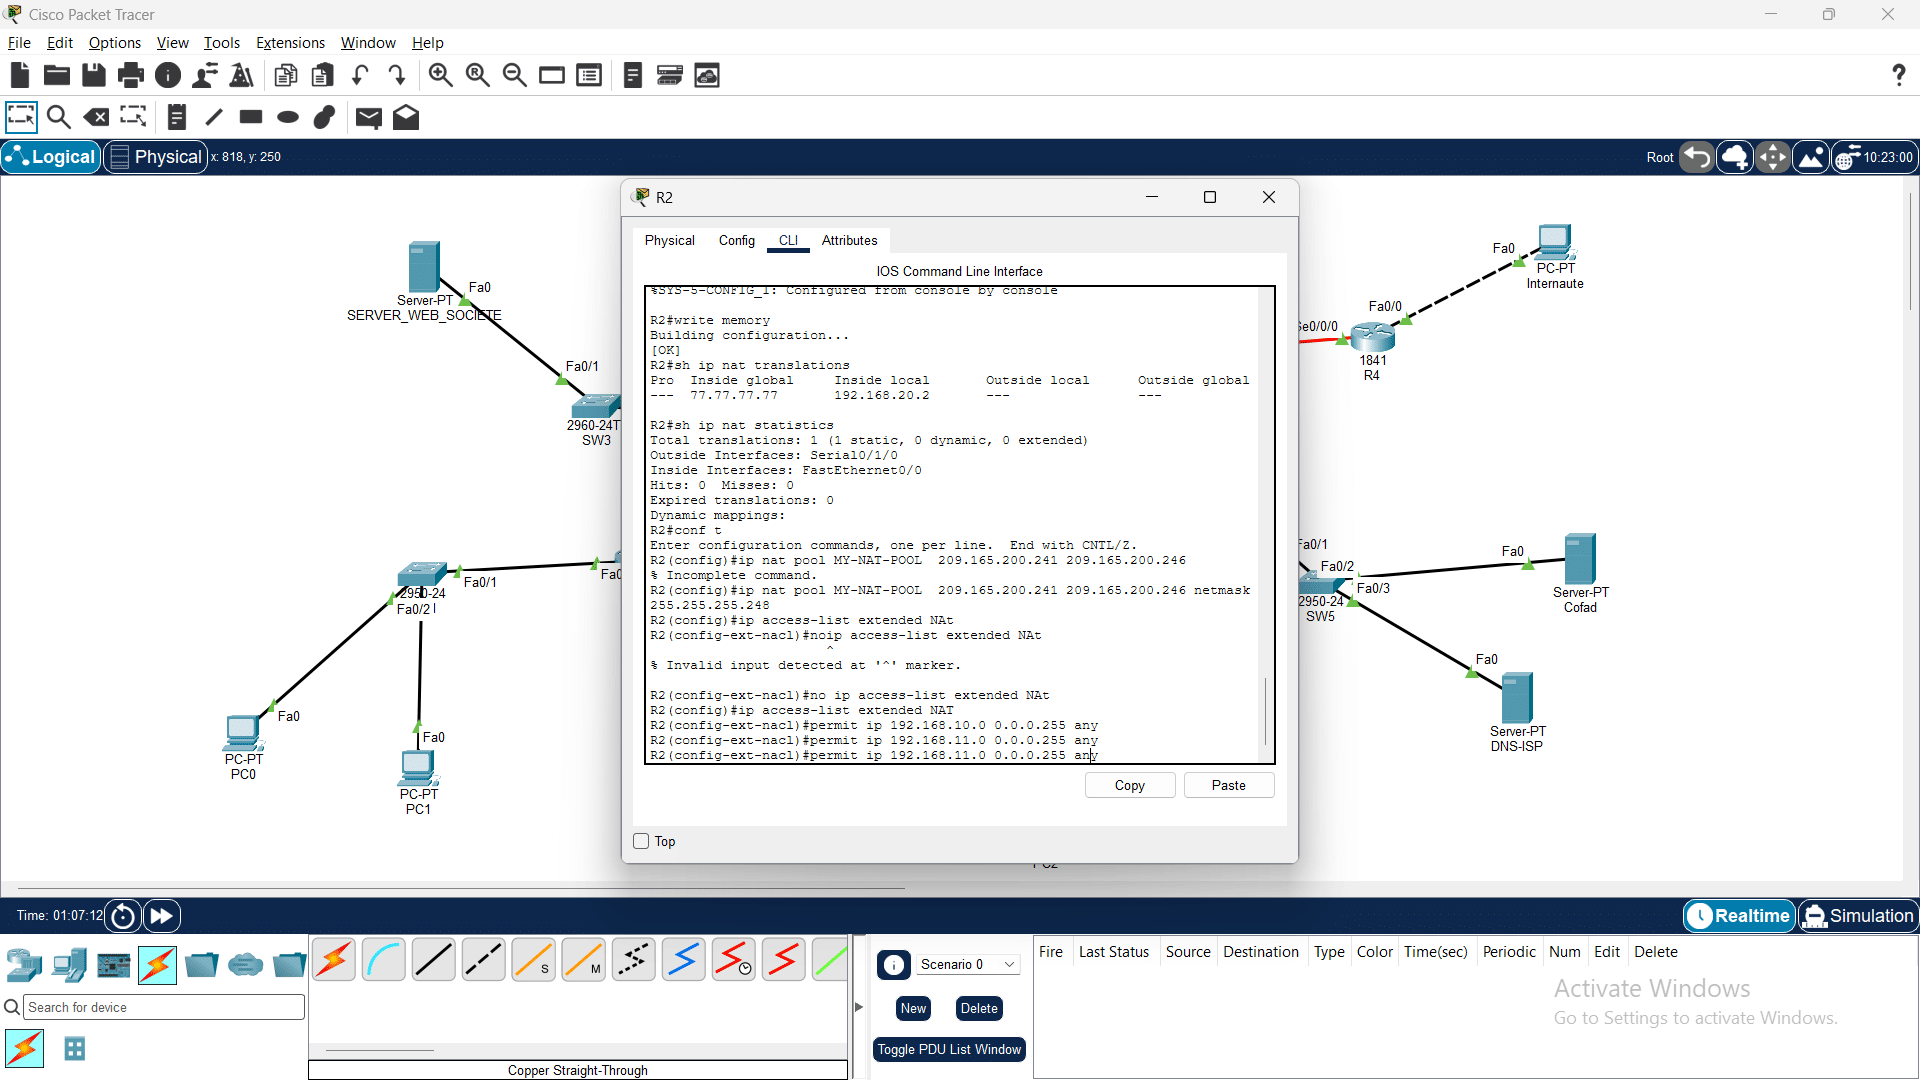 Cisco Packet Tracer
File Edit Options View Tools Extensions Window Help
Logical Physical x: 818, y: 250 Root 10:23:00
R2
Physical Config CLI Attributes
IOS Command Line Interface
%SYS-5-CONFIG_I: Configured from console by console
R2#write memory
Building configuration...
[OK]
R2#sh ip nat translations
Pro Inside global Inside local Outside local Outside global
--- 77.77.77.77 192.168.20.2 --- ---
R2#sh ip nat statistics
Total translations: 1 (1 static, 0 dynamic, 0 extended)
Outside Interfaces: Serial0/1/0
Inside Interfaces: FastEthernet0/0
Hits: 0 Misses: 0
Expired translations: 0
Dynamic mappings:
R2#conf t
Enter configuration commands, one per line. End with CNTL/Z.
R2(config)#ip nat pool MY-NAT-POOL 209.165.200.241 209.165.200.246
% Incomplete command.
R2(config)#ip nat pool MY-NAT-POOL 209.165.200.241 209.165.200.246 netmask
255.255.255.248
R2(config)#ip access-list extended NAt
R2(config-ext-nacl)#noip access-list extended NAt
^
% Invalid input detected at '^' marker.
R2(config-ext-nacl)#no ip access-list extended NAt
R2(config)#ip access-list extended NAT
R2(config-ext-nacl)#permit ip 192.168.10.0 0.0.0.255 any
R2(config-ext-nacl)#permit ip 192.168.11.0 0.0.0.255 any
R2(config-ext-nacl)#permit ip 192.168.11.0 0.0.0.255 any
Copy Paste
Top
Fa0
Server-PT
SERVER_WEB_SOCIETE
Fa0/1
2960-24T
SW3
Fa0/1
2950-24
Fa0/2
Fa0
PC-PT
PC0
Fa0
PC-PT
PC1
Fa0
PC-PT
Internaute
Fa0/0
Se0/0/0
1841
R4
Fa0/1
Fa0/2
Fa0/3
2950-24
SW5
Fa0
Server-PT
Cofad
Fa0
Server-PT
DNS-ISP
PC2
Time: 01:07:12 Realtime Simulation
Search for device
S
M
Copper Straight-Through
Scenario 0
New Delete
Toggle PDU List Window
Fire Last Status Source Destination Type Color Time(sec) Periodic Num Edit Delete
Activate Windows
Go to Settings to activate Windows.